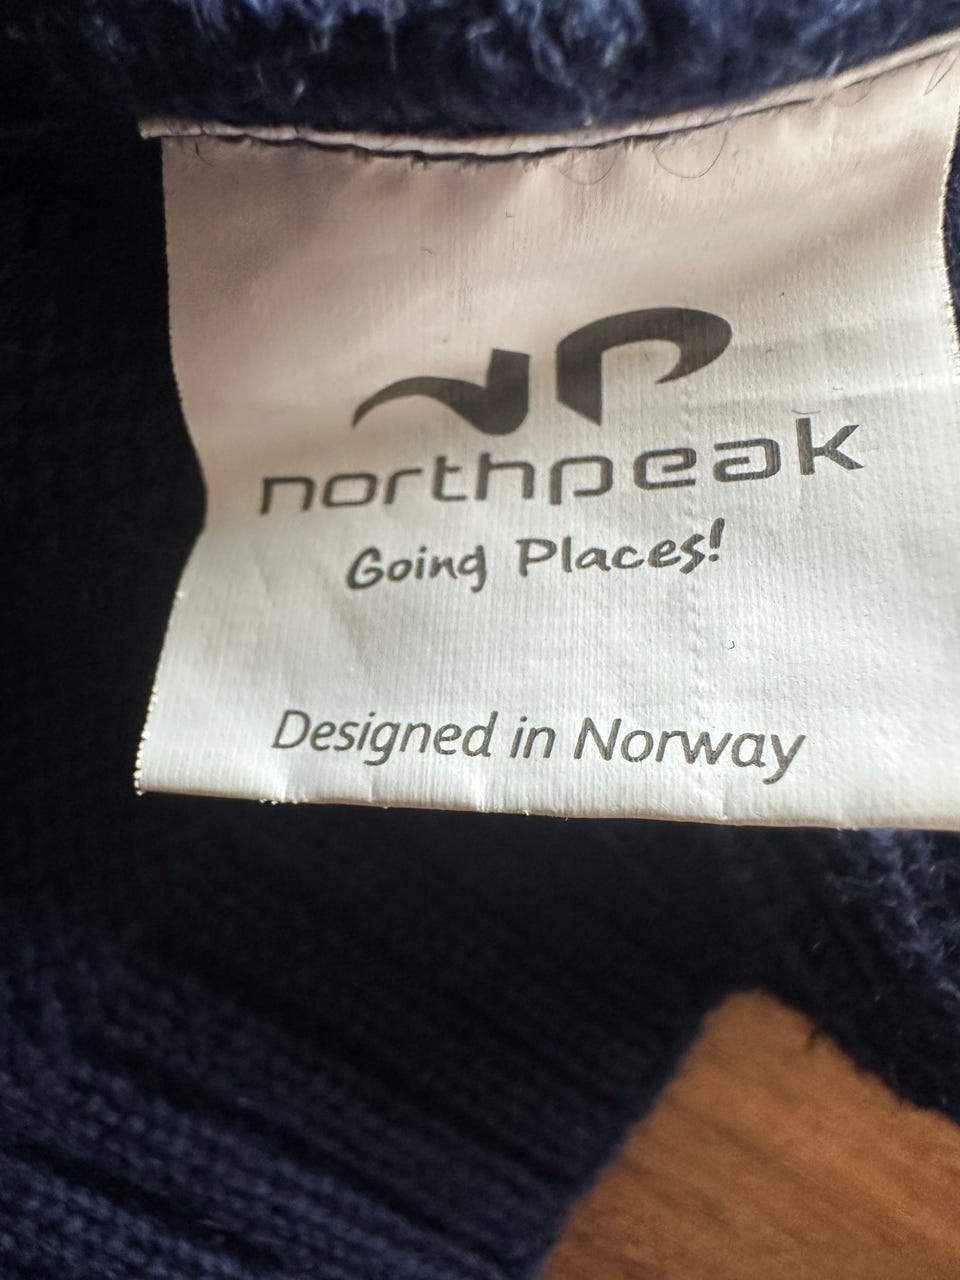 northpeak
Going Places!
Designed in Norway